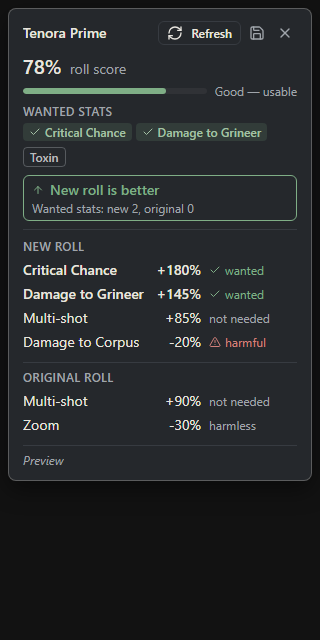 Tenora Prime Refresh
78% roll score
Good — usable
WANTED STATS
Critical Chance Damage to Grineer
Toxin
New roll is better
Wanted stats: new 2, original 0
NEW ROLL
Critical Chance +180% wanted
Damage to Grineer +145% wanted
Multi-shot +85% not needed
Damage to Corpus -20% harmful
ORIGINAL ROLL
Multi-shot +90% not needed
Zoom -30% harmless
Preview